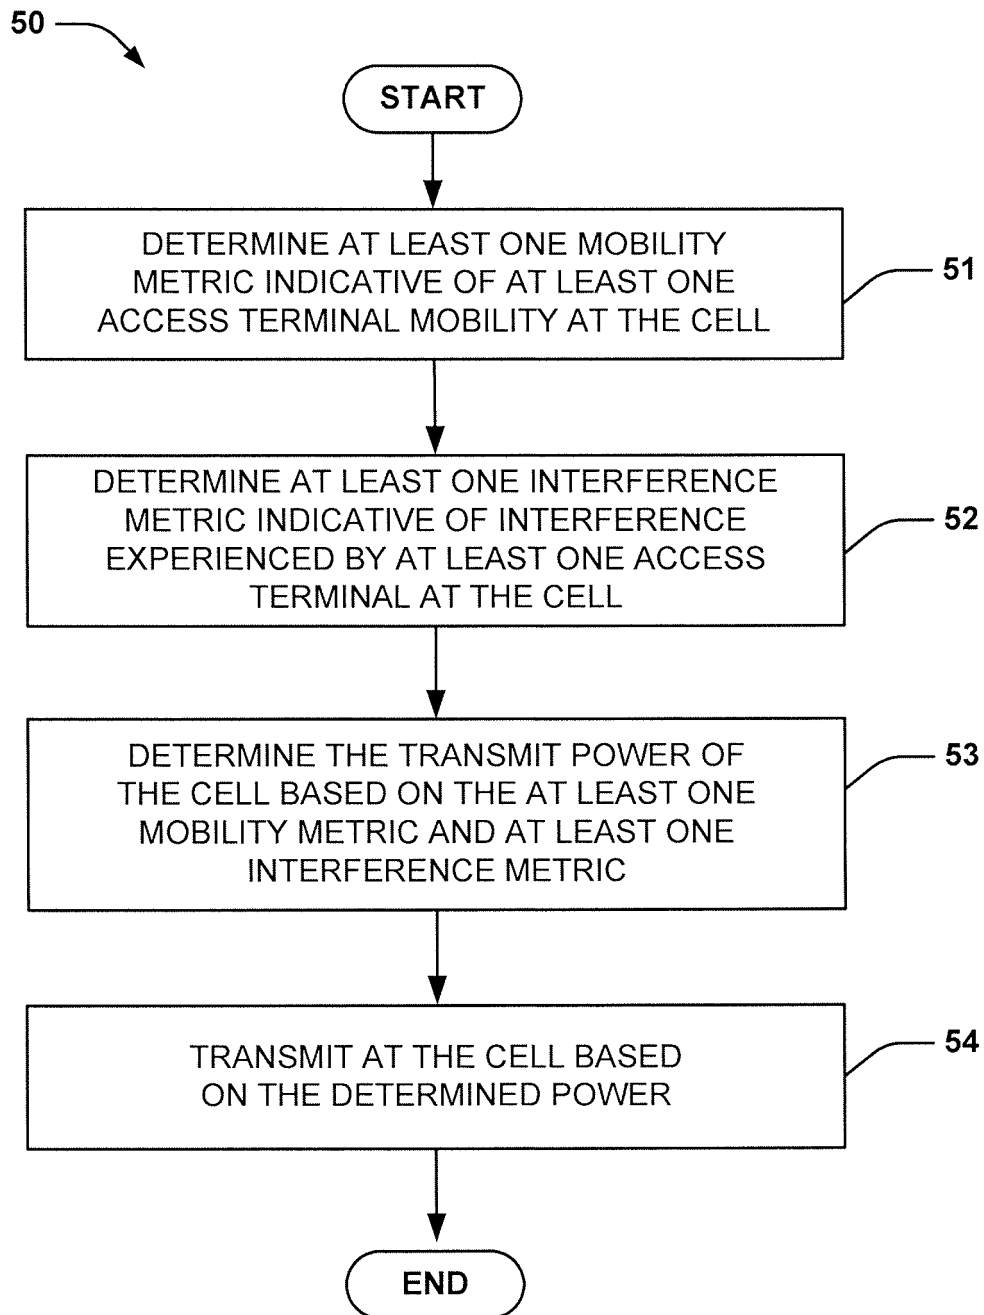 50
START
DETERMINE AT LEAST ONE MOBILITY
METRIC INDICATIVE OF AT LEAST ONE
ACCESS TERMINAL MOBILITY AT THE CELL
51
DETERMINE AT LEAST ONE INTERFERENCE
METRIC INDICATIVE OF INTERFERENCE
EXPERIENCED BY AT LEAST ONE ACCESS
TERMINAL AT THE CELL
52
DETERMINE THE TRANSMIT POWER OF
THE CELL BASED ON THE AT LEAST ONE
MOBILITY METRIC AND AT LEAST ONE
INTERFERENCE METRIC
53
TRANSMIT AT THE CELL BASED
ON THE DETERMINED POWER
54
END